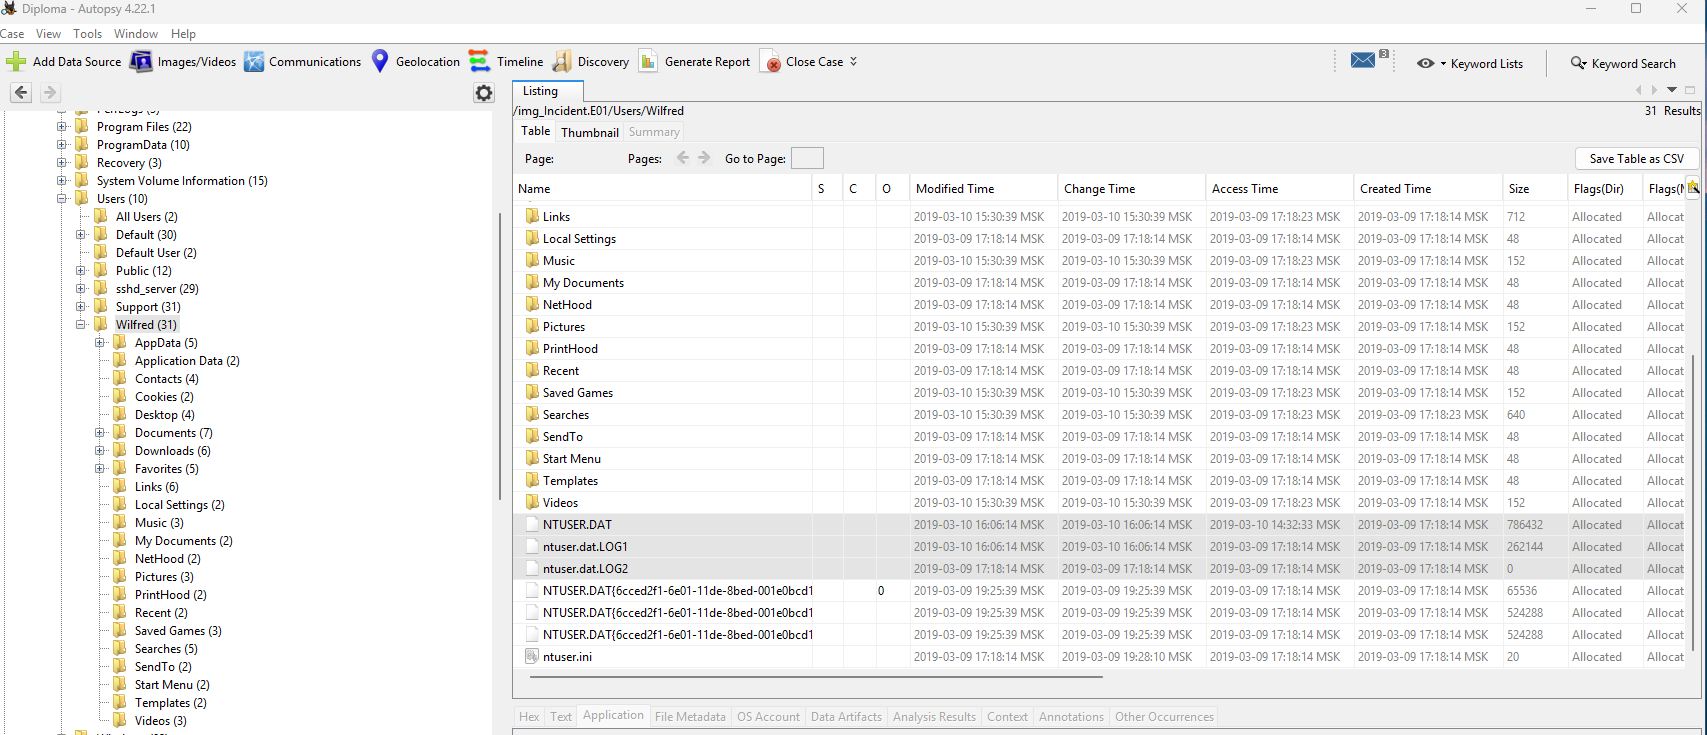 Diploma - Autopsy 4.22.1
Case View Tools Window Help
Add Data Source Images/Videos Communications Geolocation Timeline Discovery Generate Report Close Case 3 Keyword Lists Keyword Search
Program Files (22)
ProgramData (10)
Recovery (3)
System Volume Information (15)
Users (10)
All Users (2)
Default (30)
Default User (2)
Public (12)
sshd_server (29)
Support (31)
Wilfred (31)
AppData (5)
Application Data (2)
Contacts (4)
Cookies (2)
Desktop (4)
Documents (7)
Downloads (6)
Favorites (5)
Links (6)
Local Settings (2)
Music (3)
My Documents (2)
NetHood (2)
Pictures (3)
PrintHood (2)
Recent (2)
Saved Games (3)
Searches (5)
SendTo (2)
Start Menu (2)
Templates (2)
Videos (3)
Listing
/img_Incident.E01/Users/Wilfred 31 Results
Table Thumbnail Summary
Page: Pages: Go to Page: Save Table as CSV
Name S C O Modified Time Change Time Access Time Created Time Size Flags(Dir) Flags(
Links 2019-03-10 15:30:39 MSK 2019-03-10 15:30:39 MSK 2019-03-09 17:18:23 MSK 2019-03-09 17:18:14 MSK 712 Allocated Allocat
Local Settings 2019-03-09 17:18:14 MSK 2019-03-09 17:18:14 MSK 2019-03-09 17:18:14 MSK 2019-03-09 17:18:14 MSK 48 Allocated Allocat
Music 2019-03-10 15:30:39 MSK 2019-03-10 15:30:39 MSK 2019-03-09 17:18:23 MSK 2019-03-09 17:18:14 MSK 152 Allocated Allocat
My Documents 2019-03-09 17:18:14 MSK 2019-03-09 17:18:14 MSK 2019-03-09 17:18:14 MSK 2019-03-09 17:18:14 MSK 48 Allocated Allocat
NetHood 2019-03-09 17:18:14 MSK 2019-03-09 17:18:14 MSK 2019-03-09 17:18:14 MSK 2019-03-09 17:18:14 MSK 48 Allocated Allocat
Pictures 2019-03-10 15:30:39 MSK 2019-03-10 15:30:39 MSK 2019-03-09 17:18:23 MSK 2019-03-09 17:18:14 MSK 152 Allocated Allocat
PrintHood 2019-03-09 17:18:14 MSK 2019-03-09 17:18:14 MSK 2019-03-09 17:18:14 MSK 2019-03-09 17:18:14 MSK 48 Allocated Allocat
Recent 2019-03-09 17:18:14 MSK 2019-03-09 17:18:14 MSK 2019-03-09 17:18:14 MSK 2019-03-09 17:18:14 MSK 48 Allocated Allocat
Saved Games 2019-03-10 15:30:39 MSK 2019-03-10 15:30:39 MSK 2019-03-09 17:18:23 MSK 2019-03-09 17:18:14 MSK 152 Allocated Allocat
Searches 2019-03-10 15:30:39 MSK 2019-03-10 15:30:39 MSK 2019-03-09 17:18:23 MSK 2019-03-09 17:18:23 MSK 640 Allocated Allocat
SendTo 2019-03-09 17:18:14 MSK 2019-03-09 17:18:14 MSK 2019-03-09 17:18:14 MSK 2019-03-09 17:18:14 MSK 48 Allocated Allocat
Start Menu 2019-03-09 17:18:14 MSK 2019-03-09 17:18:14 MSK 2019-03-09 17:18:14 MSK 2019-03-09 17:18:14 MSK 48 Allocated Allocat
Templates 2019-03-09 17:18:14 MSK 2019-03-09 17:18:14 MSK 2019-03-09 17:18:14 MSK 2019-03-09 17:18:14 MSK 48 Allocated Allocat
Videos 2019-03-10 15:30:39 MSK 2019-03-10 15:30:39 MSK 2019-03-09 17:18:23 MSK 2019-03-09 17:18:14 MSK 152 Allocated Allocat
NTUSER.DAT 2019-03-10 16:06:14 MSK 2019-03-10 16:06:14 MSK 2019-03-10 14:32:33 MSK 2019-03-09 17:18:14 MSK 786432 Allocated Allocat
ntuser.dat.LOG1 2019-03-10 16:06:14 MSK 2019-03-10 16:06:14 MSK 2019-03-09 17:18:14 MSK 2019-03-09 17:18:14 MSK 262144 Allocated Allocat
ntuser.dat.LOG2 2019-03-09 17:18:14 MSK 2019-03-09 17:18:14 MSK 2019-03-09 17:18:14 MSK 2019-03-09 17:18:14 MSK 0 Allocated Allocat
NTUSER.DAT{6cced2f1-6e01-11de-8bed-001e0bcd1 0 2019-03-09 19:25:39 MSK 2019-03-09 19:25:39 MSK 2019-03-09 17:18:14 MSK 2019-03-09 17:18:14 MSK 65536 Allocated Allocat
NTUSER.DAT{6cced2f1-6e01-11de-8bed-001e0bcd1 2019-03-09 19:25:39 MSK 2019-03-09 19:25:39 MSK 2019-03-09 17:18:14 MSK 2019-03-09 17:18:14 MSK 524288 Allocated Allocat
NTUSER.DAT{6cced2f1-6e01-11de-8bed-001e0bcd1 2019-03-09 19:25:39 MSK 2019-03-09 19:25:39 MSK 2019-03-09 17:18:14 MSK 2019-03-09 17:18:14 MSK 524288 Allocated Allocat
ntuser.ini 2019-03-09 17:18:14 MSK 2019-03-09 19:28:10 MSK 2019-03-09 17:18:14 MSK 2019-03-09 17:18:14 MSK 20 Allocated Allocat
Hex Text Application File Metadata OS Account Data Artifacts Analysis Results Context Annotations Other Occurrences